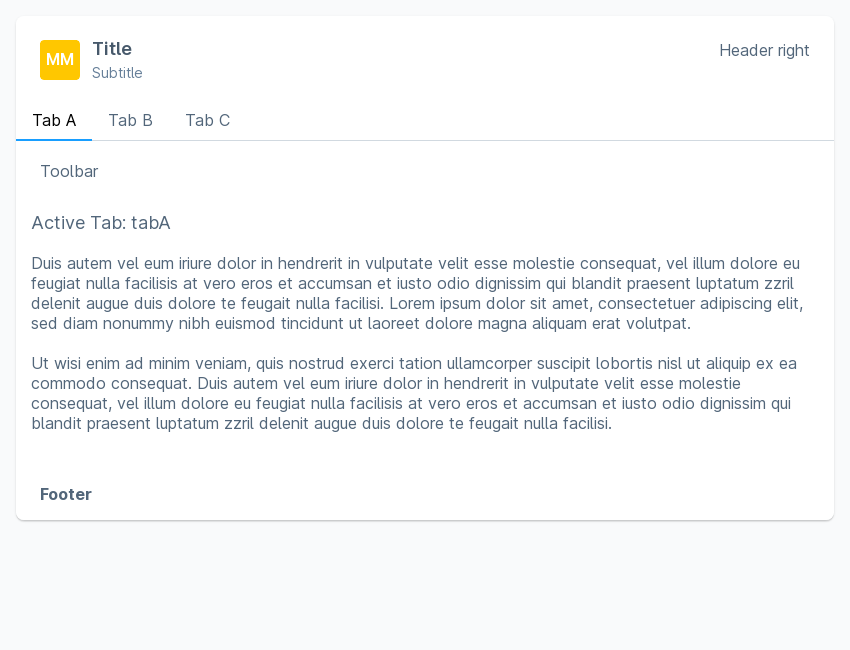 MM
Title
Subtitle
Header right
Tab A
Tab B
Tab C
Toolbar
Active Tab: tabA
Duis autem vel eum iriure dolor in hendrerit in vulputate velit esse molestie consequat, vel illum dolore eu
feugiat nulla facilisis at vero eros et accumsan et iusto odio dignissim qui blandit praesent luptatum zzril
delenit augue duis dolore te feugait nulla facilisi. Lorem ipsum dolor sit amet, consectetuer adipiscing elit,
sed diam nonummy nibh euismod tincidunt ut laoreet dolore magna aliquam erat volutpat.
Ut wisi enim ad minim veniam, quis nostrud exerci tation ullamcorper suscipit lobortis nisl ut aliquip ex ea
commodo consequat. Duis autem vel eum iriure dolor in hendrerit in vulputate velit esse molestie
consequat, vel illum dolore eu feugiat nulla facilisis at vero eros et accumsan et iusto odio dignissim qui
blandit praesent luptatum zzril delenit augue duis dolore te feugait nulla facilisi.
Footer